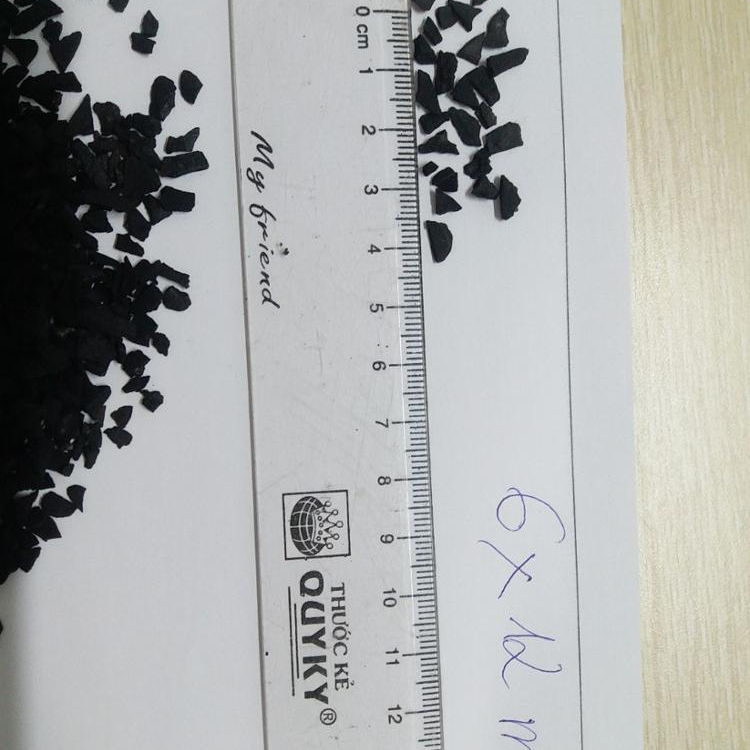 0 cm 1 2 3 4 5 6 7 8 9 10 11 12
My friend
THƯỚC KẺ
QUYKY®
6 x 12 m